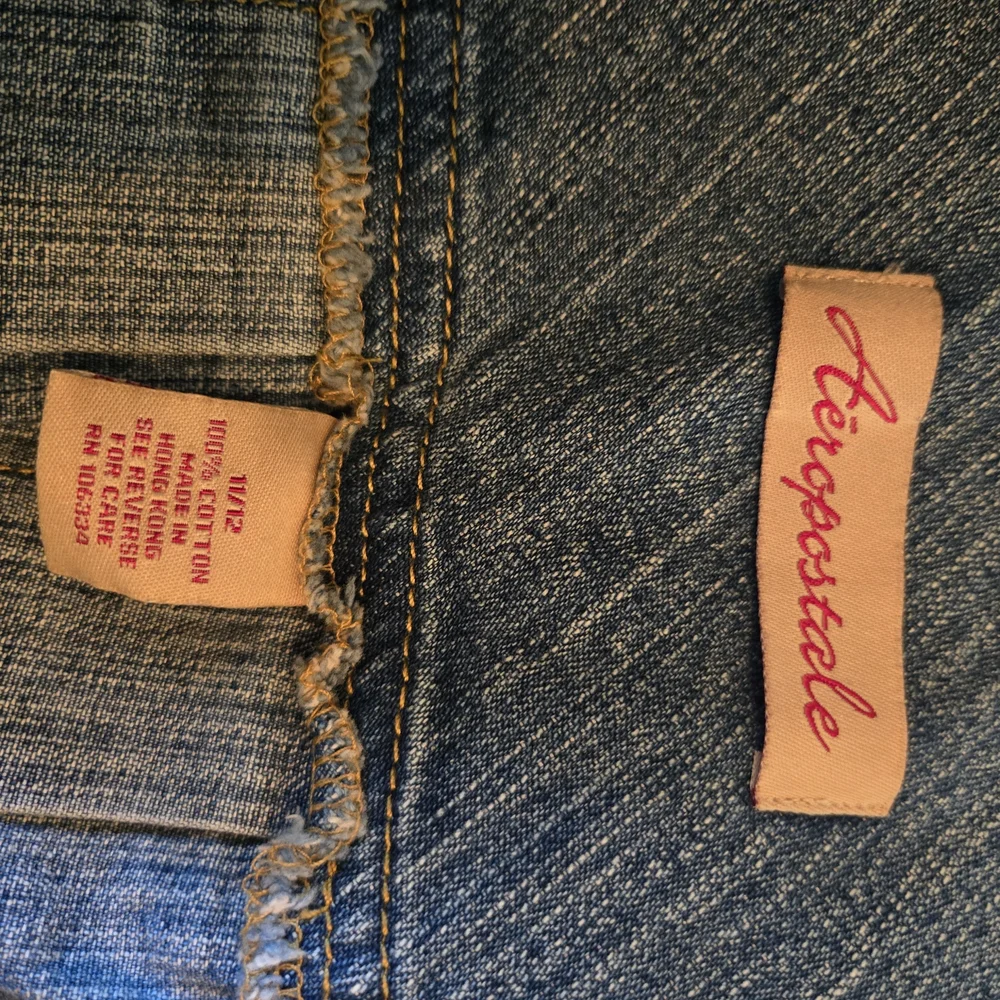 11/12
100% COTTON
MADE IN
HONG KONG
SEE REVERSE
FOR CARE
RN 106334
Aéropostale